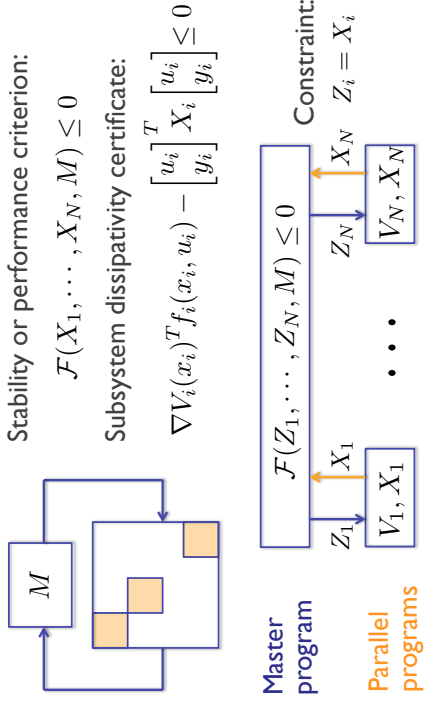 Stability or performance criterion:
$\mathcal{F}(X_1, \cdots, X_N, M) \leq 0$
Subsystem dissipativity certificate:
$\nabla V_i(x_i)^T f_i(x_i, u_i) - \begin{bmatrix} u_i \\ y_i \end{bmatrix}^T X_i \begin{bmatrix} u_i \\ y_i \end{bmatrix} \leq 0$
$M$
Master
program
$\mathcal{F}(Z_1, \cdots, Z_N, M) \leq 0$
Constraint:
$Z_i = X_i$
$Z_1$ $X_1$ $Z_N$ $X_N$
Parallel
programs
$V_1, X_1$ $\cdots$ $V_N, X_N$